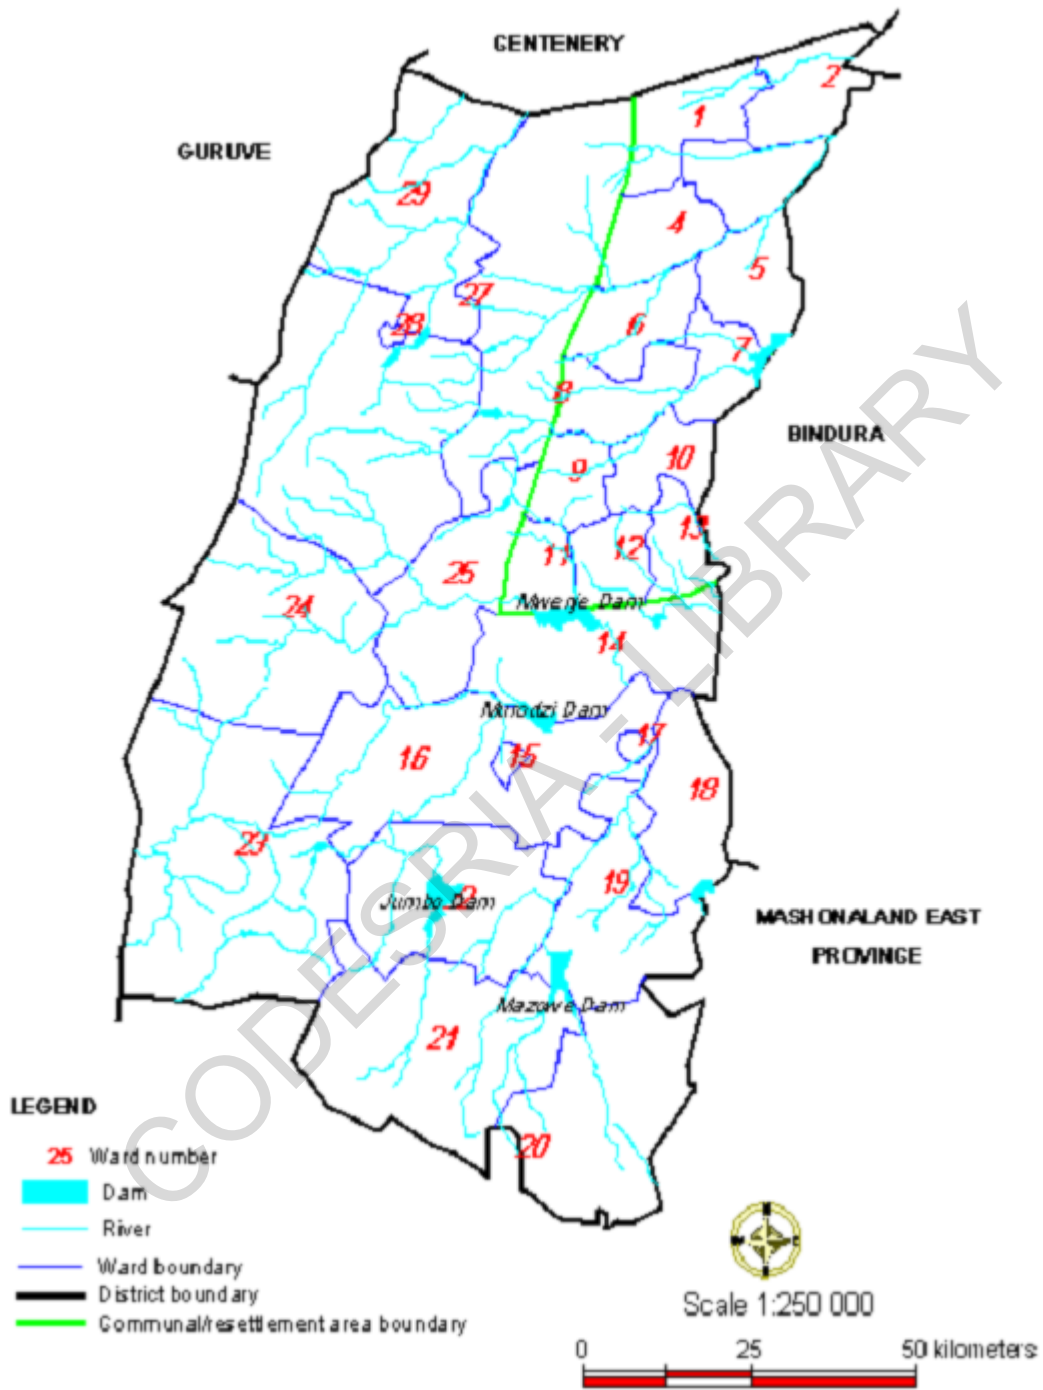 CENTENERY
2
1
GURUVE
29
4
5
27
28
6
7
8
BINDURA
9
10
13
11
12
25
24
Mwenje Dam
14
17
15
16
18
23
19
2
Jumbo Dam
MASHONALAND EAST
PROVINCE
Mazowe Dam
21
20
LEGEND
25 Ward number
Dam
River
Ward boundary
District boundary
Communal/resettlement area boundary
N
W E
S
Scale 1:250 000
0 25 50 kilometers
CODESRIA - LIBRARY